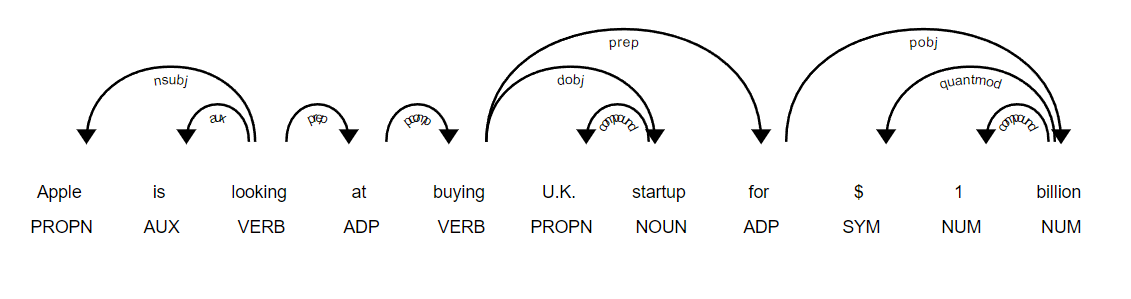 prep pobj
nsubj dobj quantmod
aux prep pcomp compound compound
Apple is looking at buying U.K. startup for $ 1 billion
PROPN AUX VERB ADP VERB PROPN NOUN ADP SYM NUM NUM